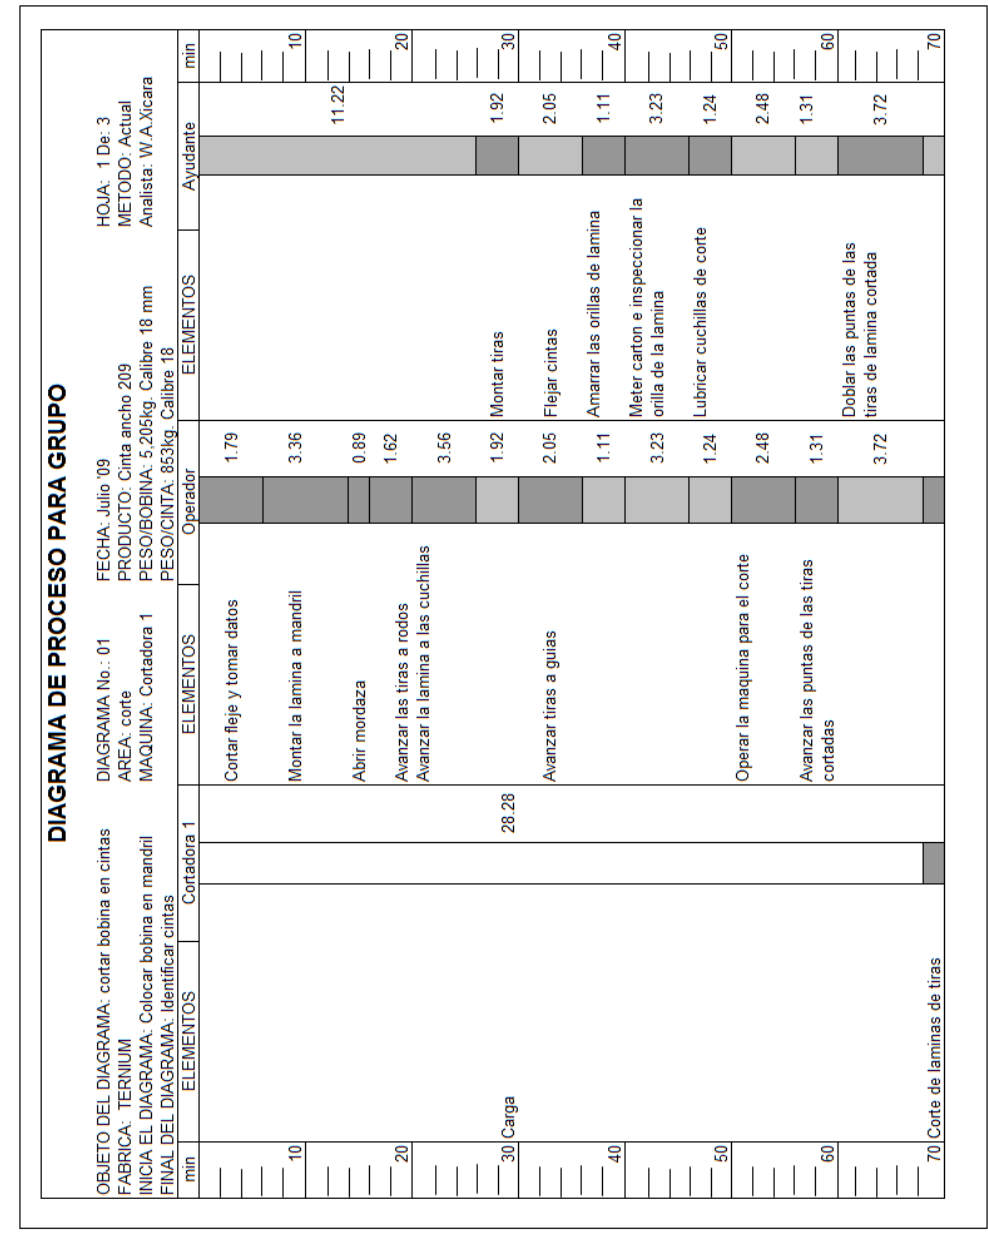 DIAGRAMA DE PROCESO PARA GRUPO
OBJETO DEL DIAGRAMA: cortar bobina en cintas
FABRICA: TERNIUM
INICIA EL DIAGRAMA: Colocar bobina en mandril
FINAL DEL DIAGRAMA: Identificar cintas
DIAGRAMA No.: 01
AREA: corte
MAQUINA: Cortadora 1
FECHA: Julio '09
PRODUCTO: Cinta ancho 209
PESO/BOBINA: 5,205kg. Calibre 18 mm
PESO/CINTA: 853kg. Calibre 18
HOJA: 1 De: 3
METODO: Actual
Analista: W.A.Xicara
min
ELEMENTOS
Cortadora 1
ELEMENTOS
Operador
ELEMENTOS
Ayudante
min
10
20
30
40
50
60
70
Carga
28.28
Corte de laminas de tiras
Cortar fleje y tomar datos
1.79
Montar la lamina a mandril
3.36
Abrir mordaza
0.89
Avanzar las tiras a rodos
1.62
Avanzar la lamina a las cuchillas
3.56
1.92
Avanzar tiras a guias
2.05
1.11
3.23
1.24
Operar la maquina para el corte
2.48
Avanzar las puntas de las tiras
cortadas
1.31
3.72
11.22
Montar tiras
1.92
Flejar cintas
2.05
Amarrar las orillas de lamina
1.11
Meter carton e inspeccionar la
orilla de la lamina
3.23
Lubricar cuchillas de corte
1.24
2.48
1.31
Doblar las puntas de las
tiras de lamina cortada
3.72
10
20
30
40
50
60
70